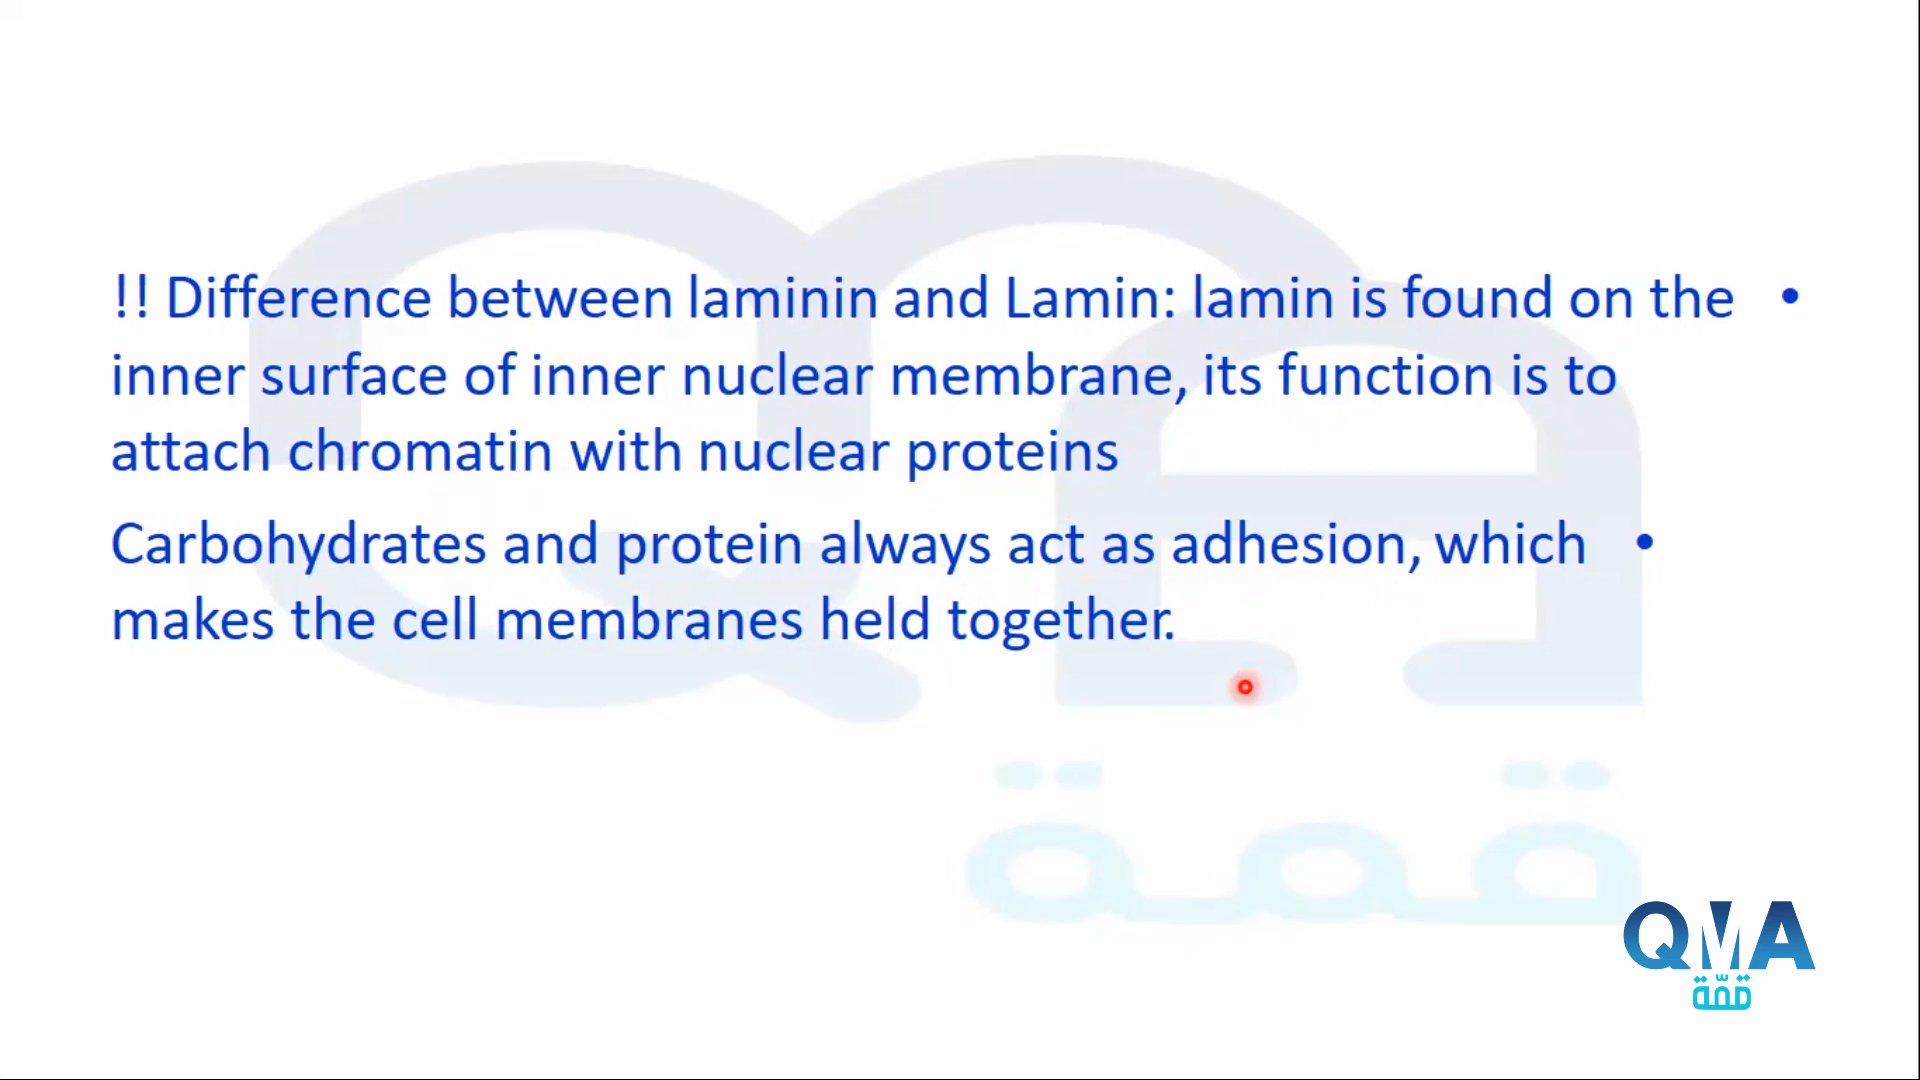 !! Difference between laminin and Lamin: lamin is found on the •
inner surface of inner nuclear membrane, its function is to
attach chromatin with nuclear proteins
Carbohydrates and protein always act as adhesion, which •
makes the cell membranes held together.
قمة
QMA
قمّة